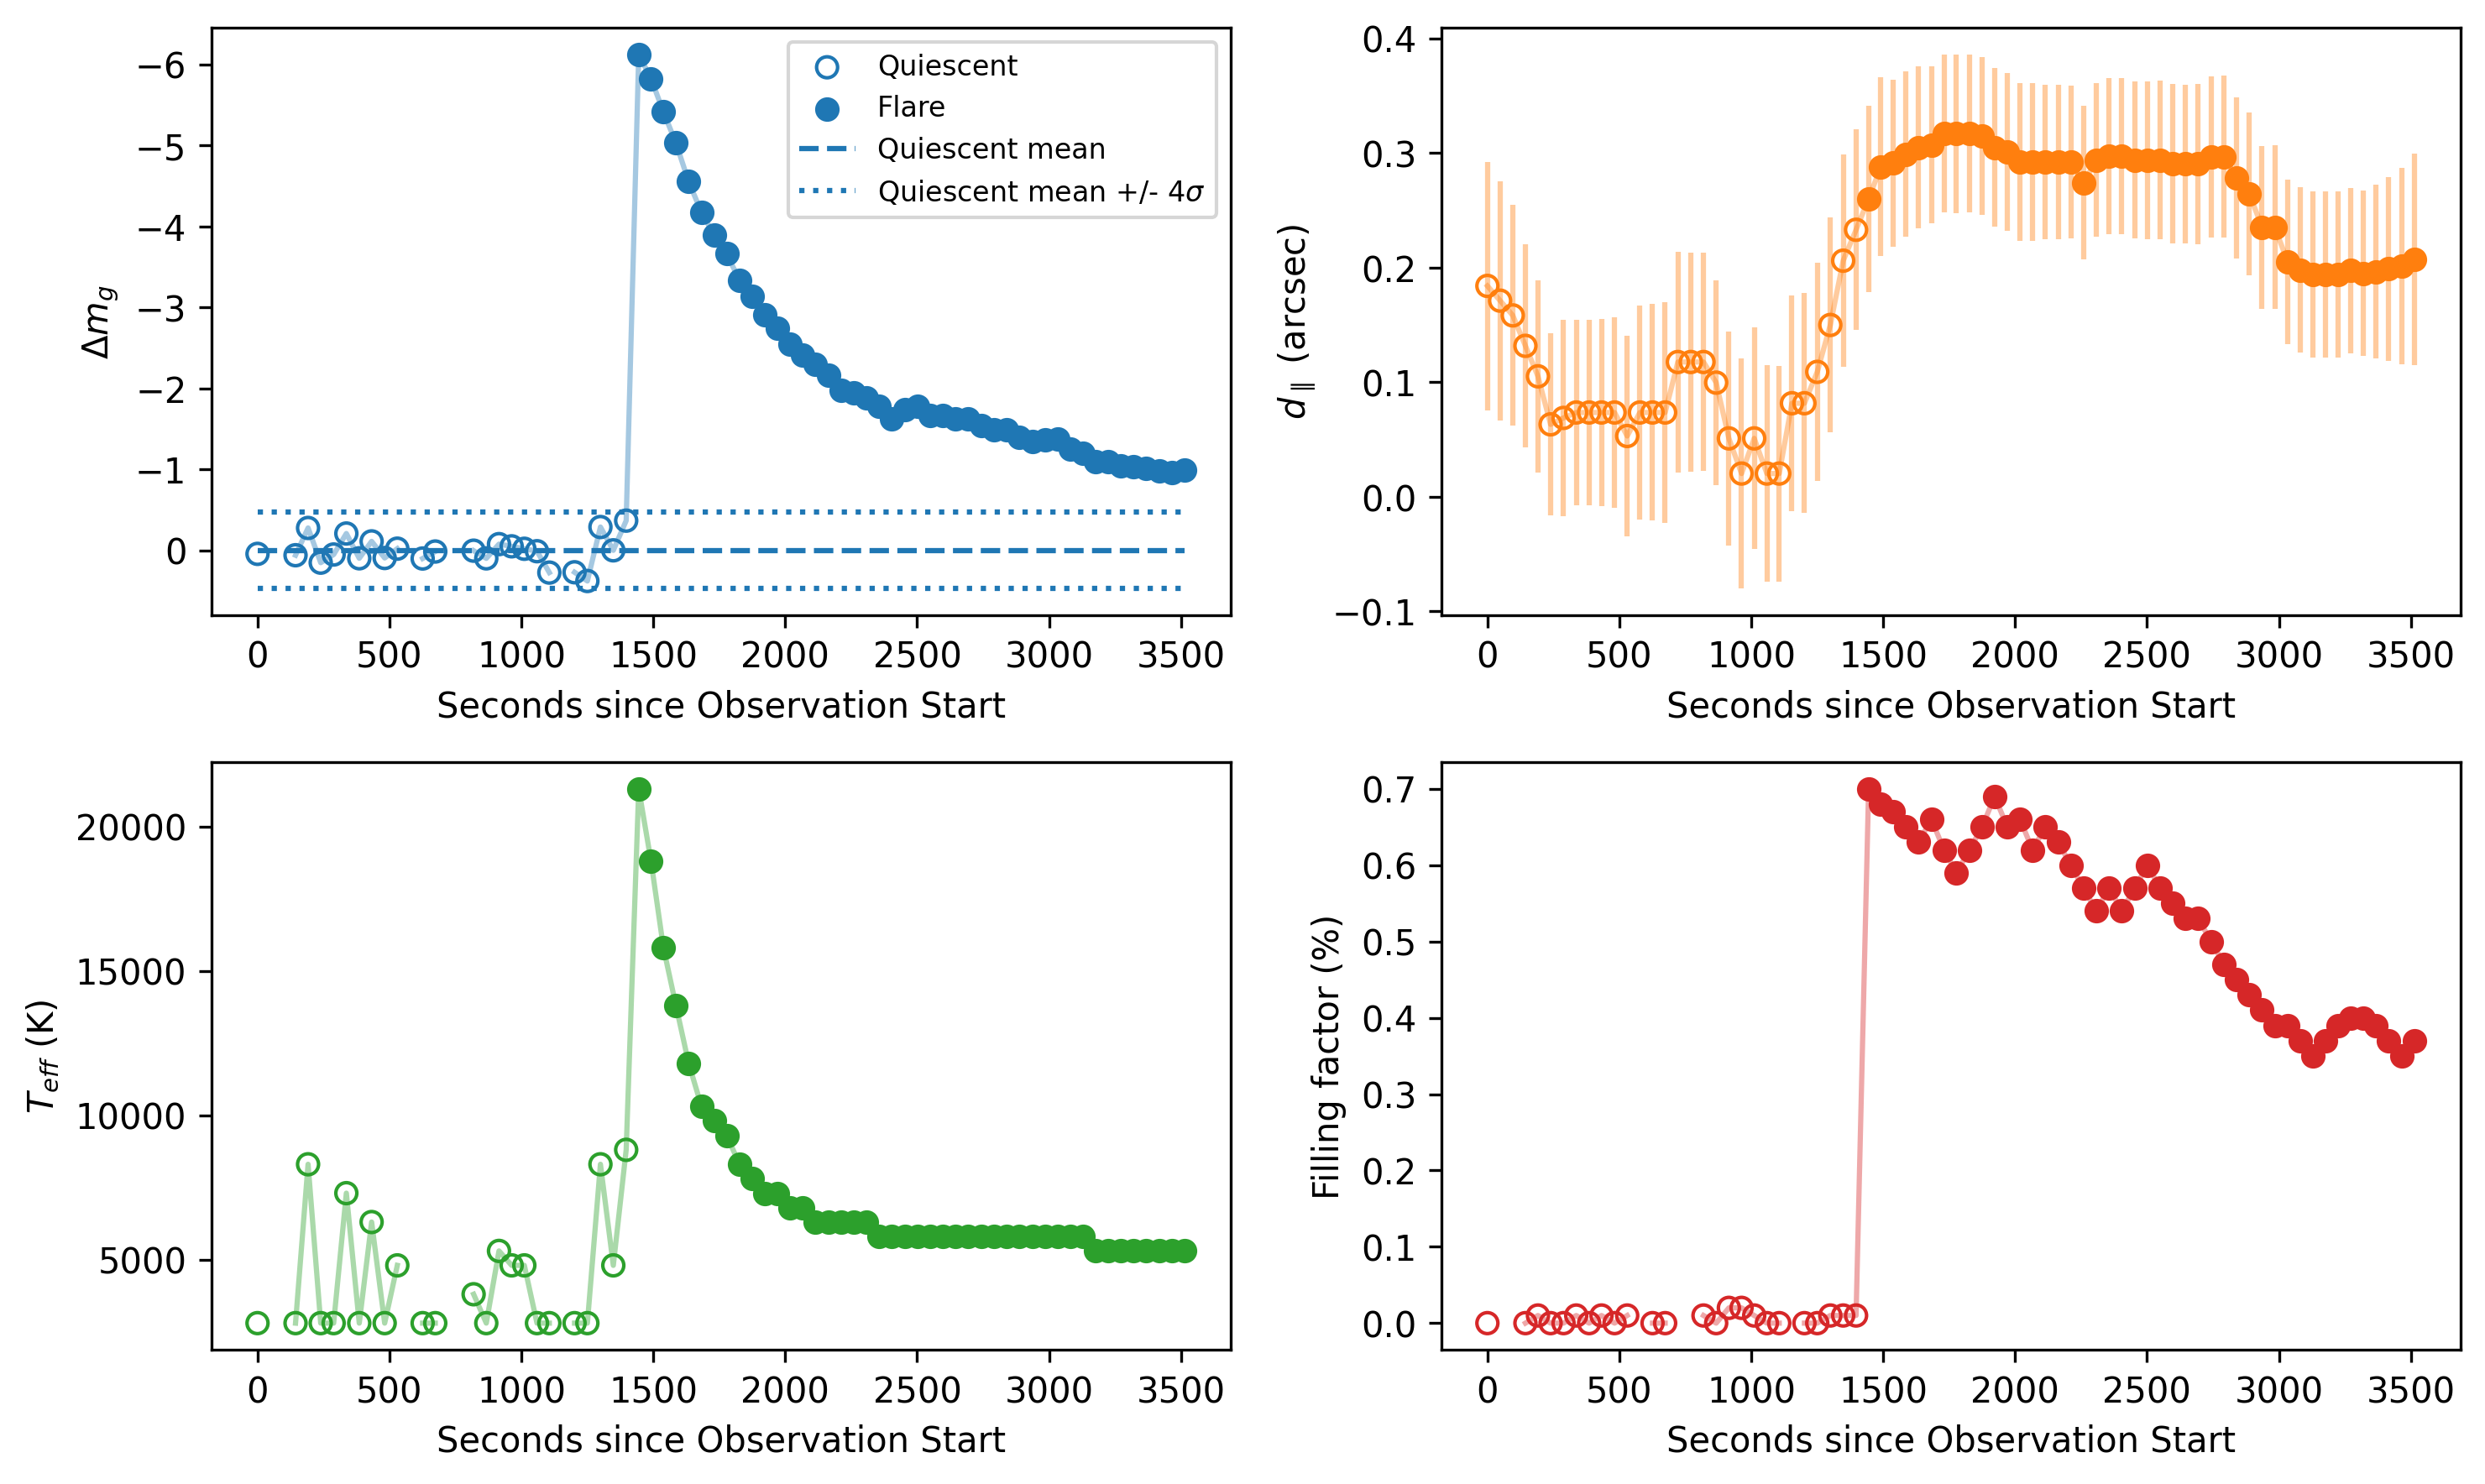 −6
−5
−4
−3
−2
−1
0
Δm_g
Quiescent
Flare
Quiescent mean
Quiescent mean +/- 4σ
0 500 1000 1500 2000 2500 3000 3500
Seconds since Observation Start
0.4
0.3
0.2
0.1
0.0
−0.1
d_∥ (arcsec)
0 500 1000 1500 2000 2500 3000 3500
Seconds since Observation Start
20000
15000
10000
5000
T_eff (K)
0 500 1000 1500 2000 2500 3000 3500
Seconds since Observation Start
0.7
0.6
0.5
0.4
0.3
0.2
0.1
0.0
Filling factor (%)
0 500 1000 1500 2000 2500 3000 3500
Seconds since Observation Start